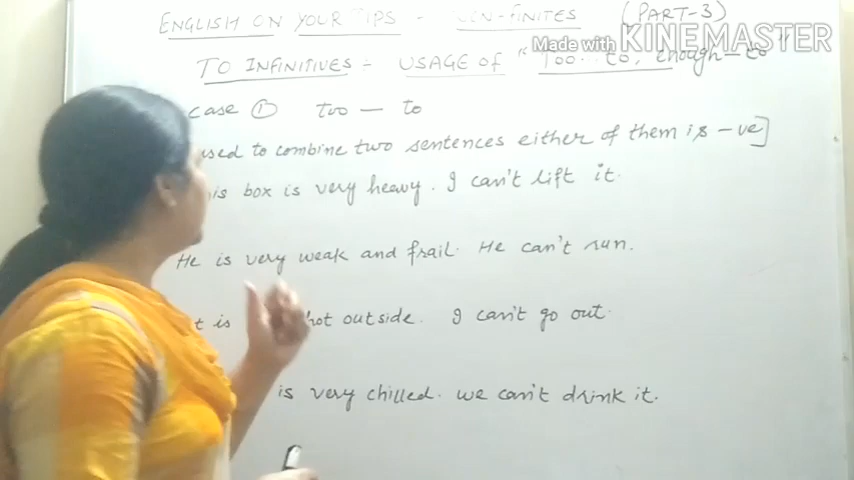 ENGLISH ON YOUR TIPS - NON-FINITES (PART-3)
Made with KINEMASTER
TO INFINITIVES - USAGE OF "Too...to, enough-to"
case ① too — to
used to combine two sentences either of them is -ve]
is box is very heavy. I can't lift it.
He is very weak and frail. He can't run.
t is hot outside. I can't go out.
is very chilled. we can't drink it.